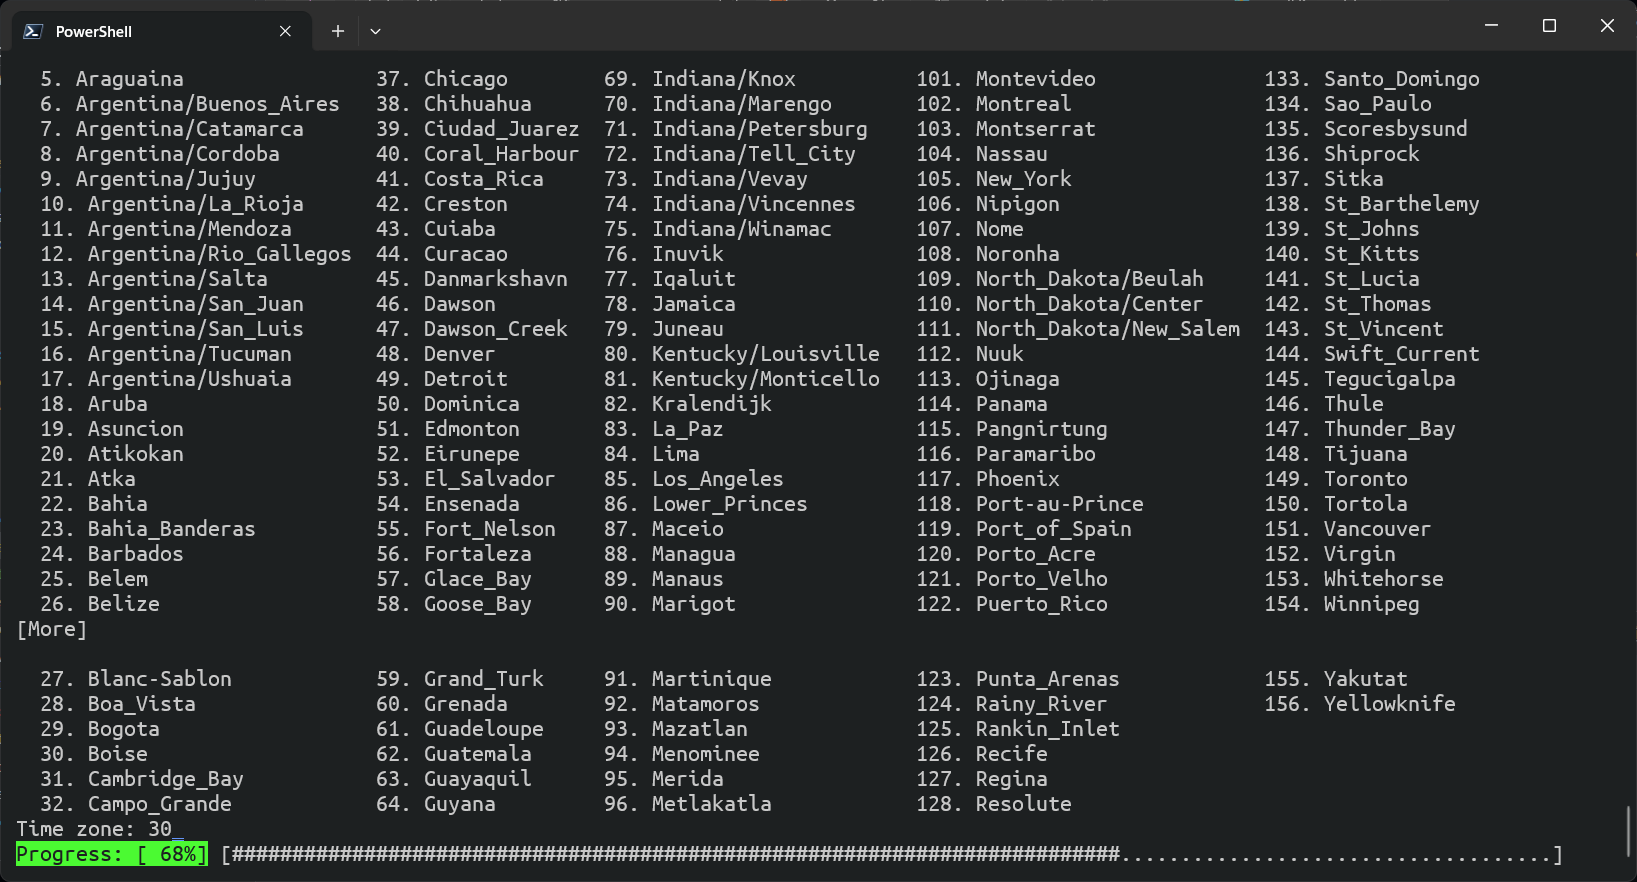 PowerShell
5. Araguaina 37. Chicago 69. Indiana/Knox 101. Montevideo 133. Santo_Domingo
6. Argentina/Buenos_Aires 38. Chihuahua 70. Indiana/Marengo 102. Montreal 134. Sao_Paulo
7. Argentina/Catamarca 39. Ciudad_Juarez 71. Indiana/Petersburg 103. Montserrat 135. Scoresbysund
8. Argentina/Cordoba 40. Coral_Harbour 72. Indiana/Tell_City 104. Nassau 136. Shiprock
9. Argentina/Jujuy 41. Costa_Rica 73. Indiana/Vevay 105. New_York 137. Sitka
10. Argentina/La_Rioja 42. Creston 74. Indiana/Vincennes 106. Nipigon 138. St_Barthelemy
11. Argentina/Mendoza 43. Cuiaba 75. Indiana/Winamac 107. Nome 139. St_Johns
12. Argentina/Rio_Gallegos 44. Curacao 76. Inuvik 108. Noronha 140. St_Kitts
13. Argentina/Salta 45. Danmarkshavn 77. Iqaluit 109. North_Dakota/Beulah 141. St_Lucia
14. Argentina/San_Juan 46. Dawson 78. Jamaica 110. North_Dakota/Center 142. St_Thomas
15. Argentina/San_Luis 47. Dawson_Creek 79. Juneau 111. North_Dakota/New_Salem 143. St_Vincent
16. Argentina/Tucuman 48. Denver 80. Kentucky/Louisville 112. Nuuk 144. Swift_Current
17. Argentina/Ushuaia 49. Detroit 81. Kentucky/Monticello 113. Ojinaga 145. Tegucigalpa
18. Aruba 50. Dominica 82. Kralendijk 114. Panama 146. Thule
19. Asuncion 51. Edmonton 83. La_Paz 115. Pangnirtung 147. Thunder_Bay
20. Atikokan 52. Eirunepe 84. Lima 116. Paramaribo 148. Tijuana
21. Atka 53. El_Salvador 85. Los_Angeles 117. Phoenix 149. Toronto
22. Bahia 54. Ensenada 86. Lower_Princes 118. Port-au-Prince 150. Tortola
23. Bahia_Banderas 55. Fort_Nelson 87. Maceio 119. Port_of_Spain 151. Vancouver
24. Barbados 56. Fortaleza 88. Managua 120. Porto_Acre 152. Virgin
25. Belem 57. Glace_Bay 89. Manaus 121. Porto_Velho 153. Whitehorse
26. Belize 58. Goose_Bay 90. Marigot 122. Puerto_Rico 154. Winnipeg
[More]
27. Blanc-Sablon 59. Grand_Turk 91. Martinique 123. Punta_Arenas 155. Yakutat
28. Boa_Vista 60. Grenada 92. Matamoros 124. Rainy_River 156. Yellowknife
29. Bogota 61. Guadeloupe 93. Mazatlan 125. Rankin_Inlet
30. Boise 62. Guatemala 94. Menominee 126. Recife
31. Cambridge_Bay 63. Guayaquil 95. Merida 127. Regina
32. Campo_Grande 64. Guyana 96. Metlakatla 128. Resolute
Time zone: 30_
Progress: [ 68%] [##########################################################################....................................]